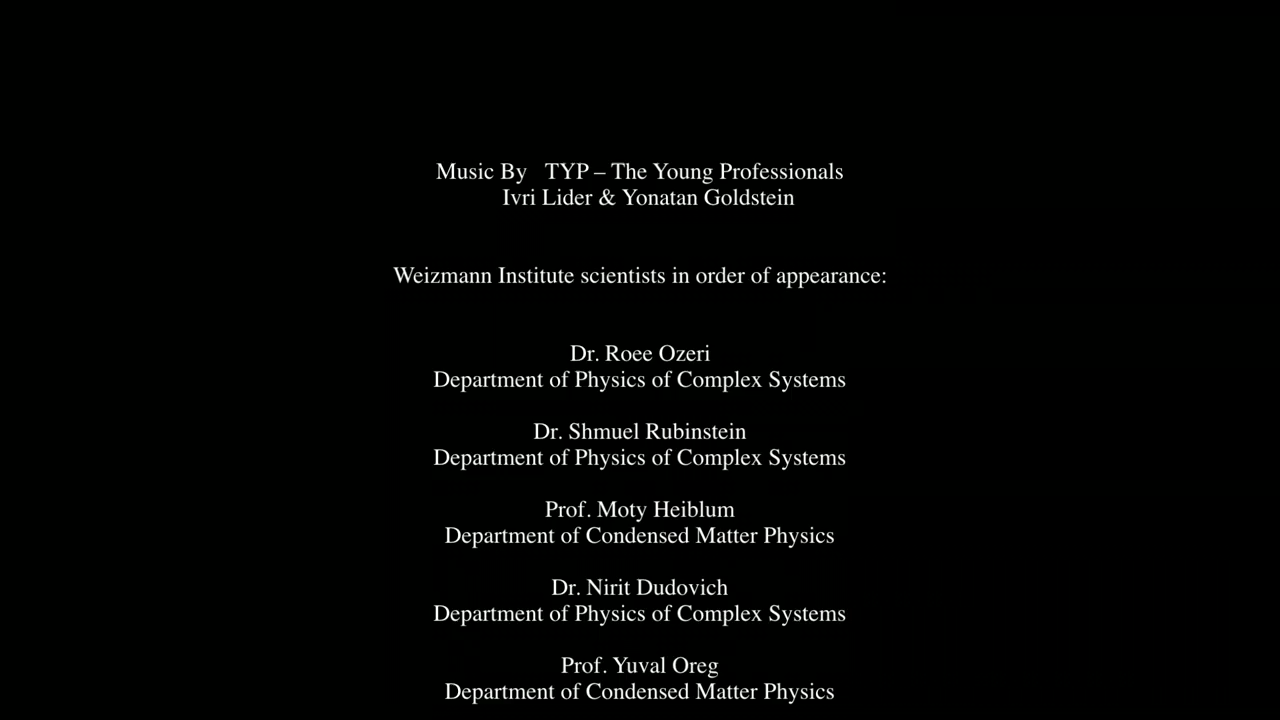 Music By TYP – The Young Professionals
Ivri Lider & Yonatan Goldstein
Weizmann Institute scientists in order of appearance:
Dr. Roee Ozeri
Department of Physics of Complex Systems
Dr. Shmuel Rubinstein
Department of Physics of Complex Systems
Prof. Moty Heiblum
Department of Condensed Matter Physics
Dr. Nirit Dudovich
Department of Physics of Complex Systems
Prof. Yuval Oreg
Department of Condensed Matter Physics